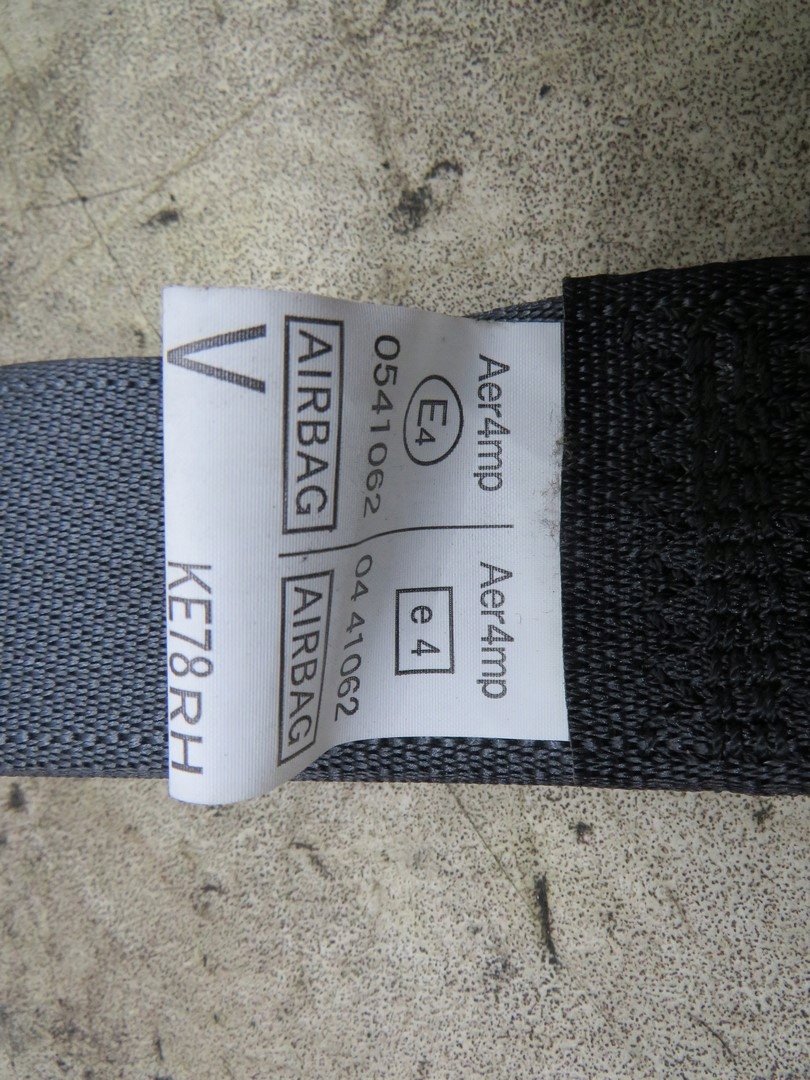 Aer4mp
E4
0541062
AIRBAG
Aer4mp
e 4
04 41062
AIRBAG
V
KE78RH